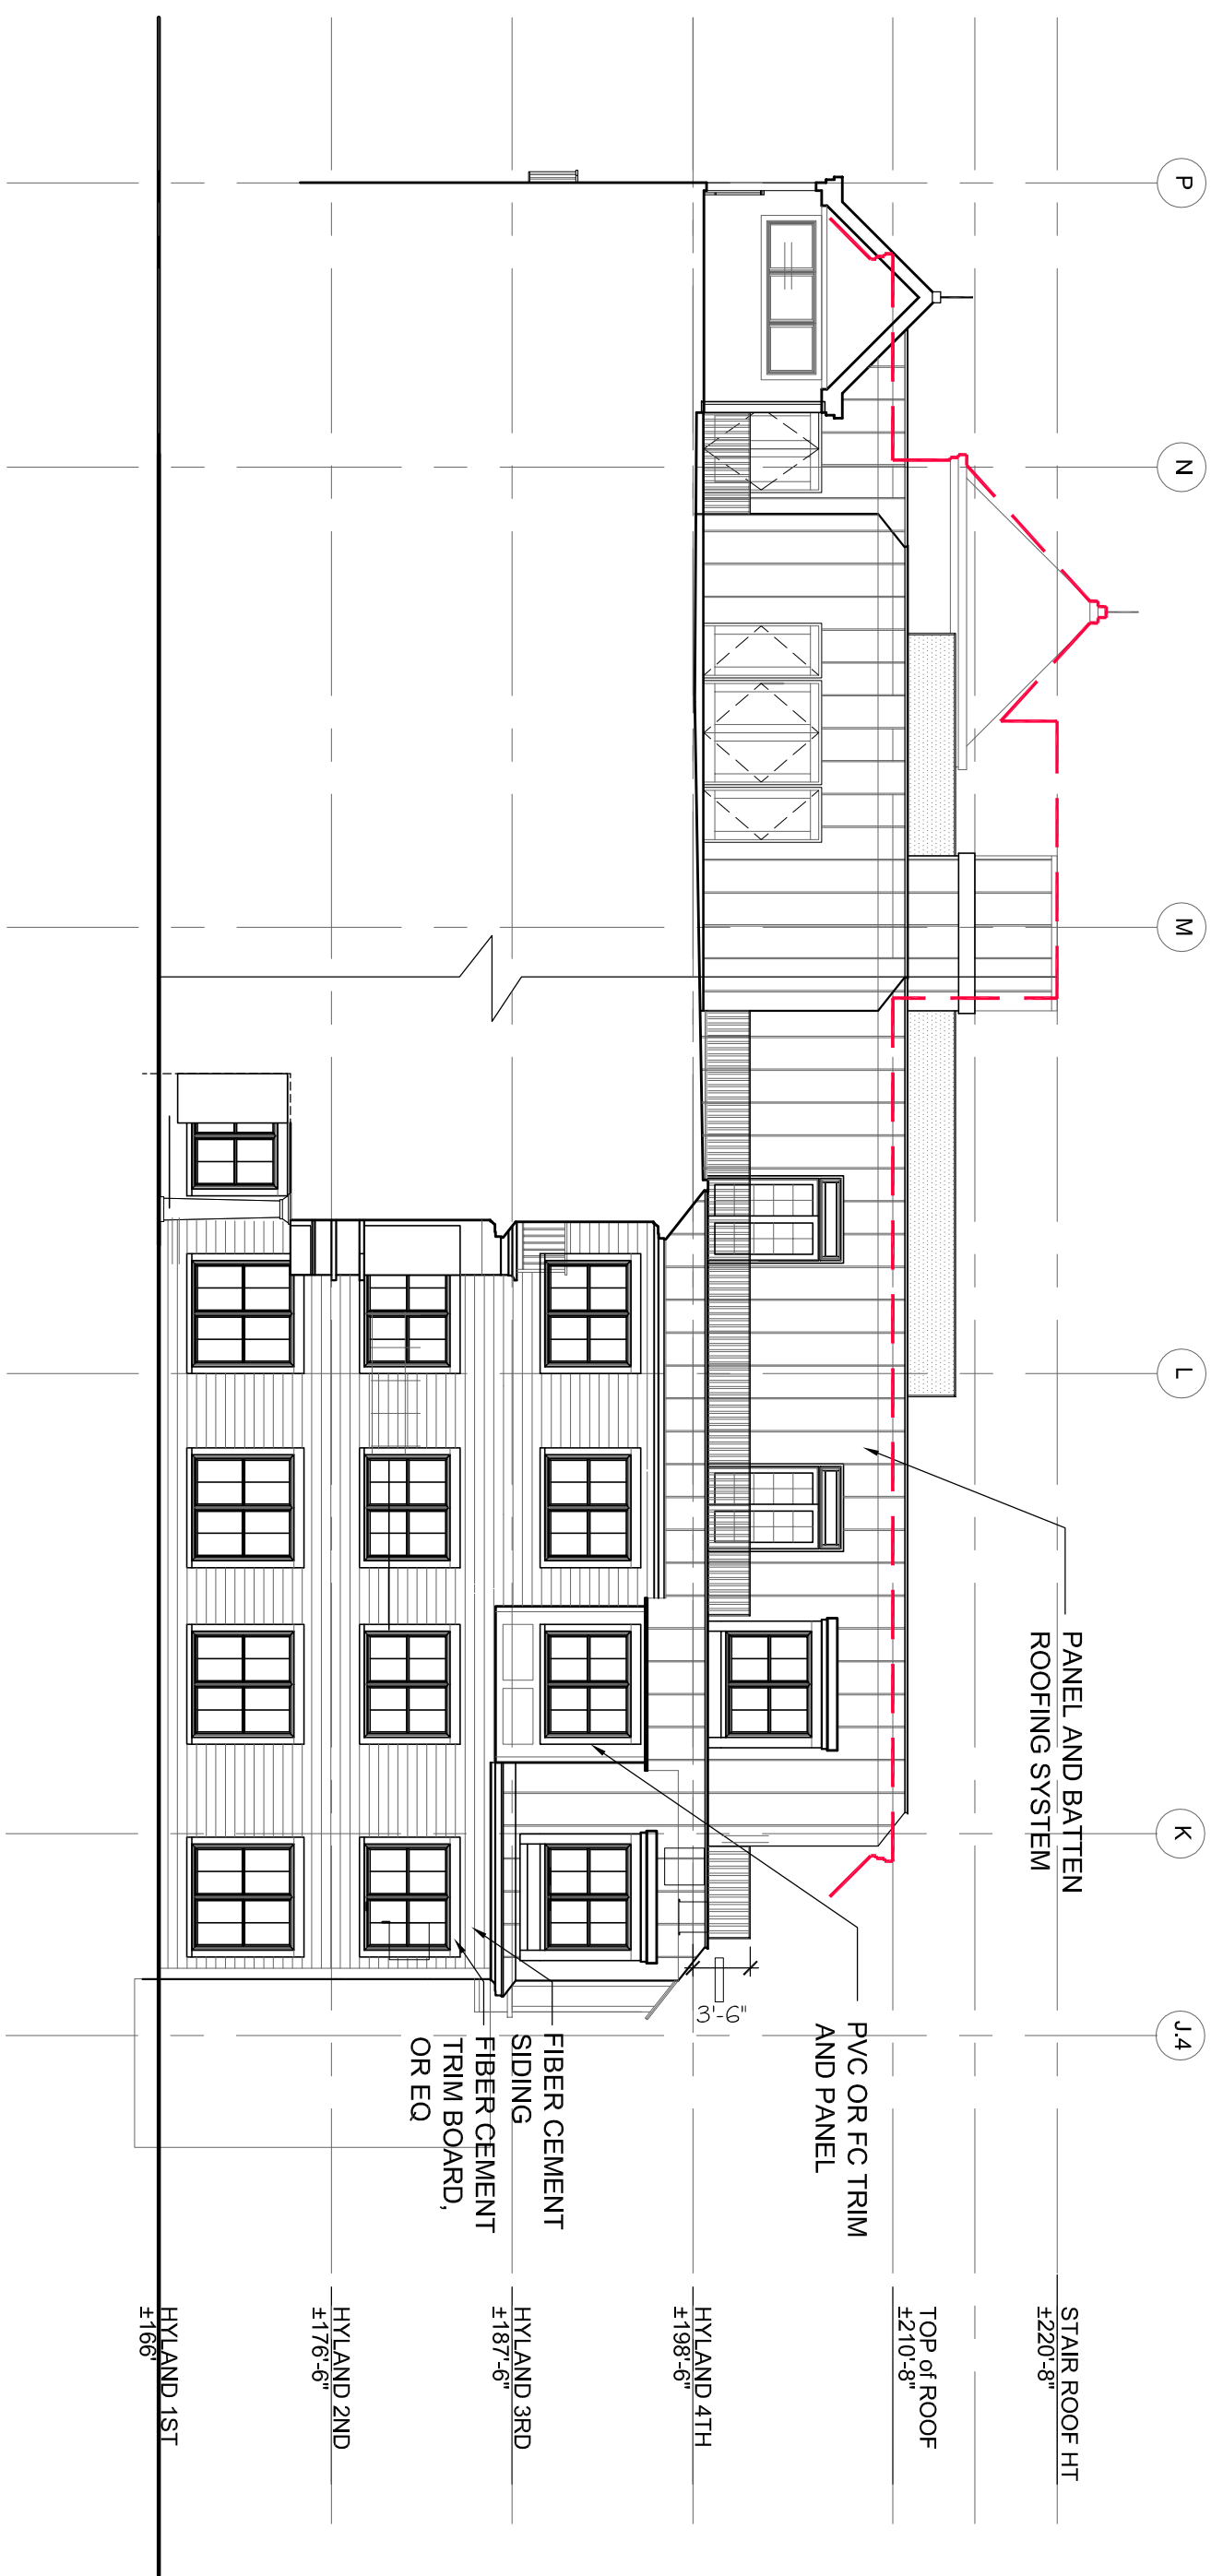 P
N
M
L
K
J.4
PANEL AND BATTEN
ROOFING SYSTEM
PVC OR FC TRIM
AND PANEL
3'-6"
FIBER CEMENT
SIDING
FIBER CEMENT
TRIM BOARD,
OR EQ
STAIR ROOF HT
±220'-8"
TOP of ROOF
±210'-8"
HYLAND 4TH
±198'-6"
HYLAND 3RD
±187'-6"
HYLAND 2ND
±176'-6"
HYLAND 1ST
±166'